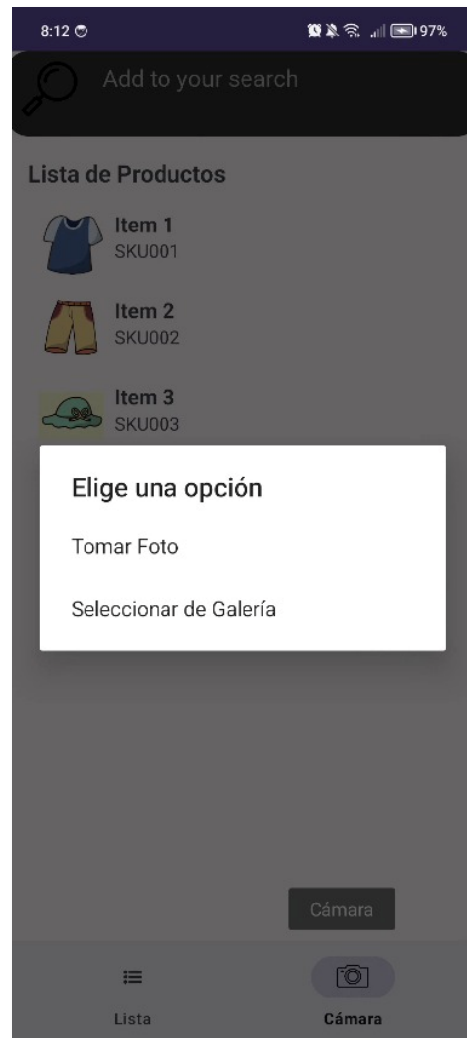 8:12
97%
Add to your search
Lista de Productos
Item 1
SKU001
Item 2
SKU002
Item 3
SKU003
Elige una opción
Tomar Foto
Seleccionar de Galería
Cámara
Lista
Cámara